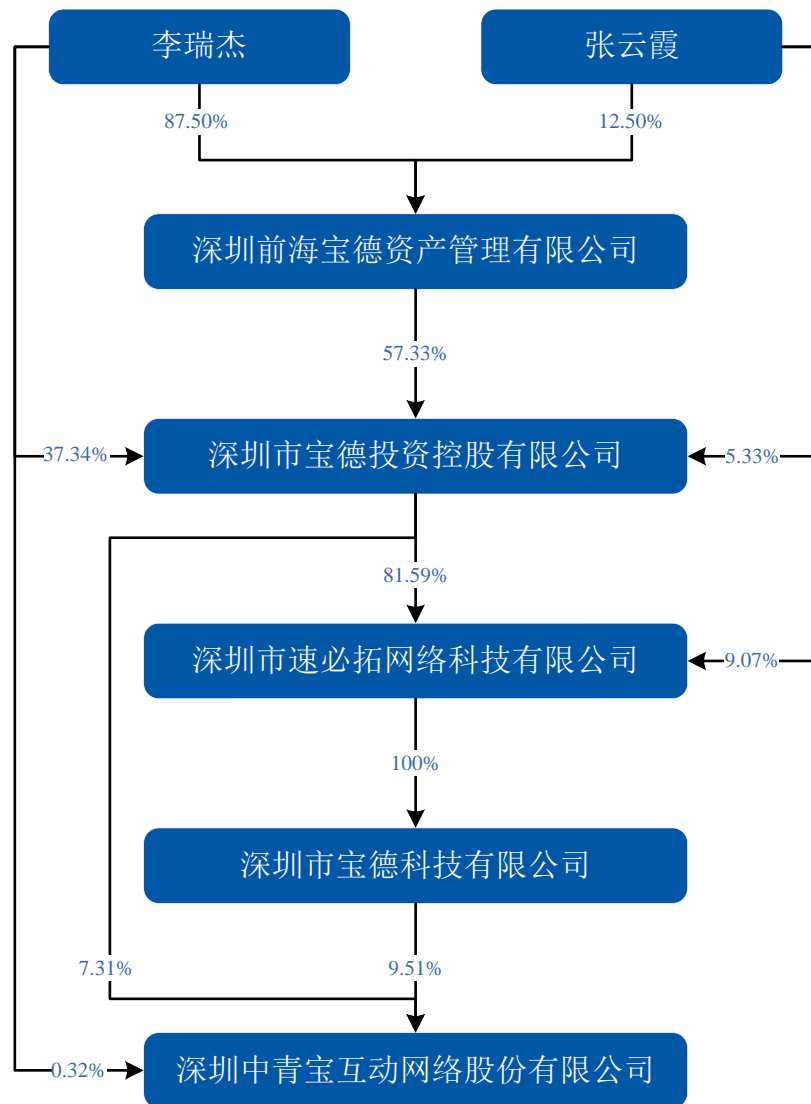 李瑞杰
张云霞
87.50%
12.50%
深圳前海宝德资产管理有限公司
57.33%
深圳市宝德投资控股有限公司
37.34%
5.33%
81.59%
深圳市速必拓网络科技有限公司
9.07%
100%
深圳市宝德科技有限公司
7.31%
9.51%
深圳中青宝互动网络股份有限公司
0.32%